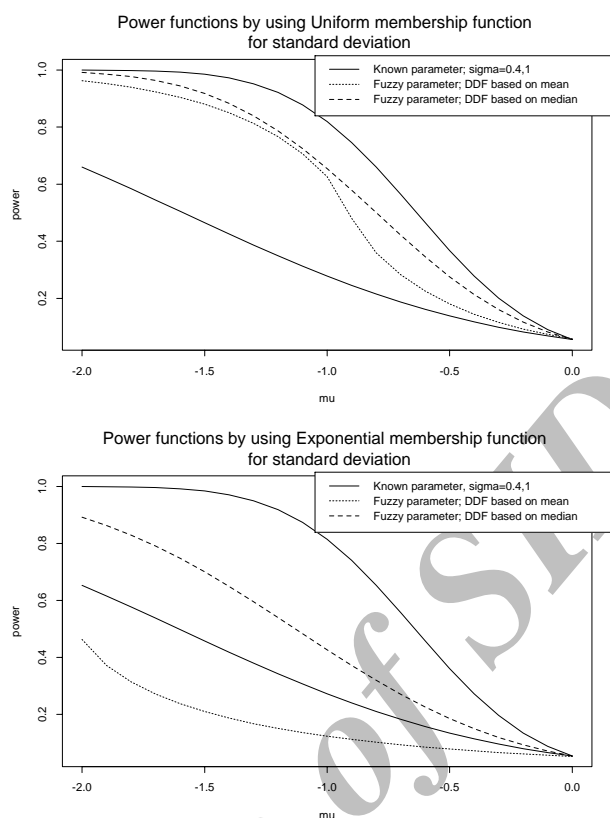 Power functions by using Uniform membership function
for standard deviation
Known parameter; sigma=0.4,1
Fuzzy parameter; DDF based on mean
Fuzzy parameter; DDF based on median
power
1.0
0.8
0.6
0.4
0.2
-2.0 -1.5 -1.0 -0.5 0.0
mu
Power functions by using Exponential membership function
for standard deviation
Known parameter, sigma=0.4,1
Fuzzy parameter; DDF based on mean
Fuzzy parameter; DDF based on median
power
1.0
0.8
0.6
0.4
0.2
-2.0 -1.5 -1.0 -0.5 0.0
mu
of